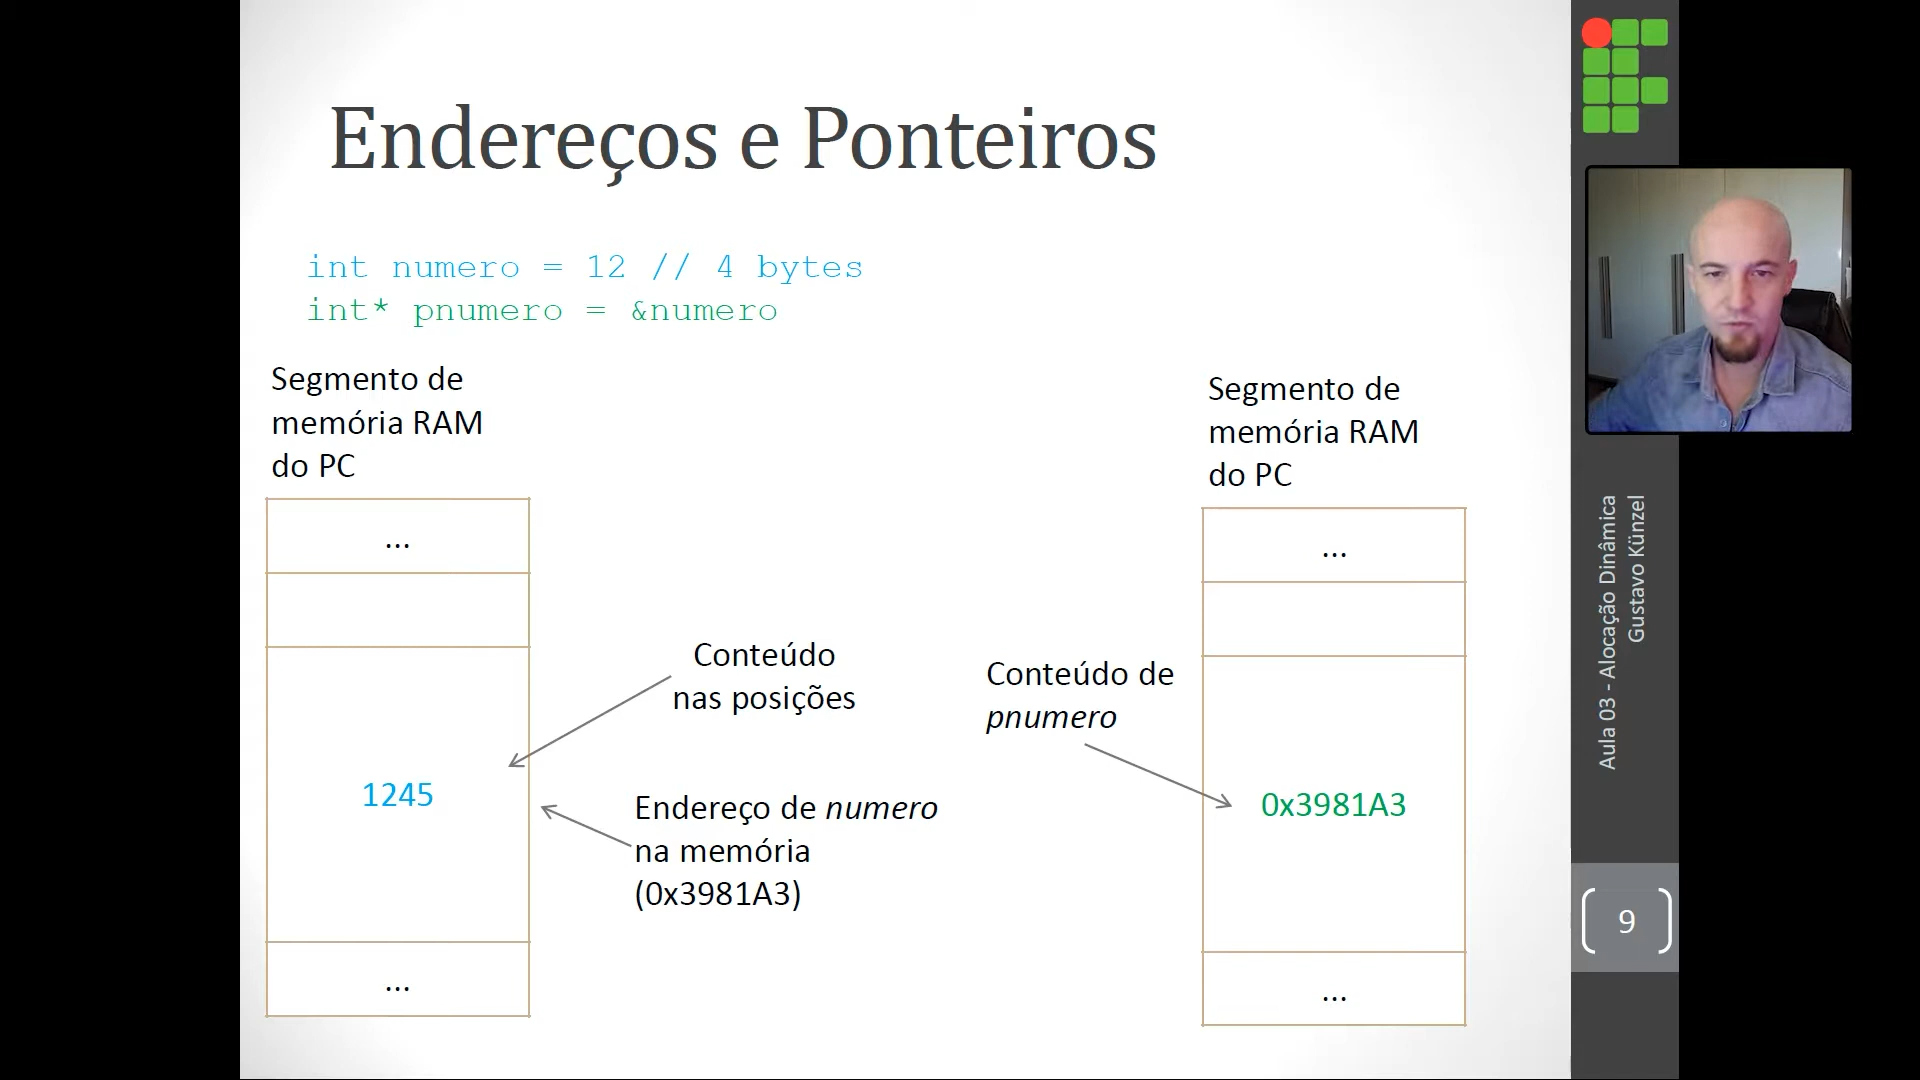 Endereços e Ponteiros
int numero = 12 // 4 bytes
int* pnumero = &numero
Segmento de
memória RAM
do PC
...
1245
...
Conteúdo
nas posições
Endereço de numero
na memória
(0x3981A3)
Segmento de
memória RAM
do PC
...
Conteúdo de
pnumero
0x3981A3
...
Aula 03 - Alocação Dinâmica
Gustavo Künzel
9